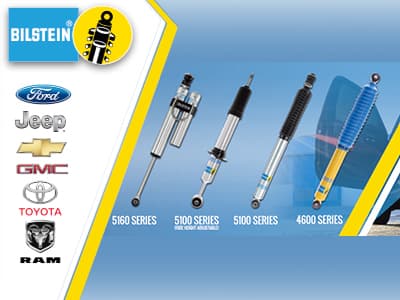 BILSTEIN®
Ford
Jeep
GMC
TOYOTA
RAM
5160 SERIES
5100 SERIES
(RIDE HEIGHT ADJUSTABLE)
5100 SERIES
4600 SERIES